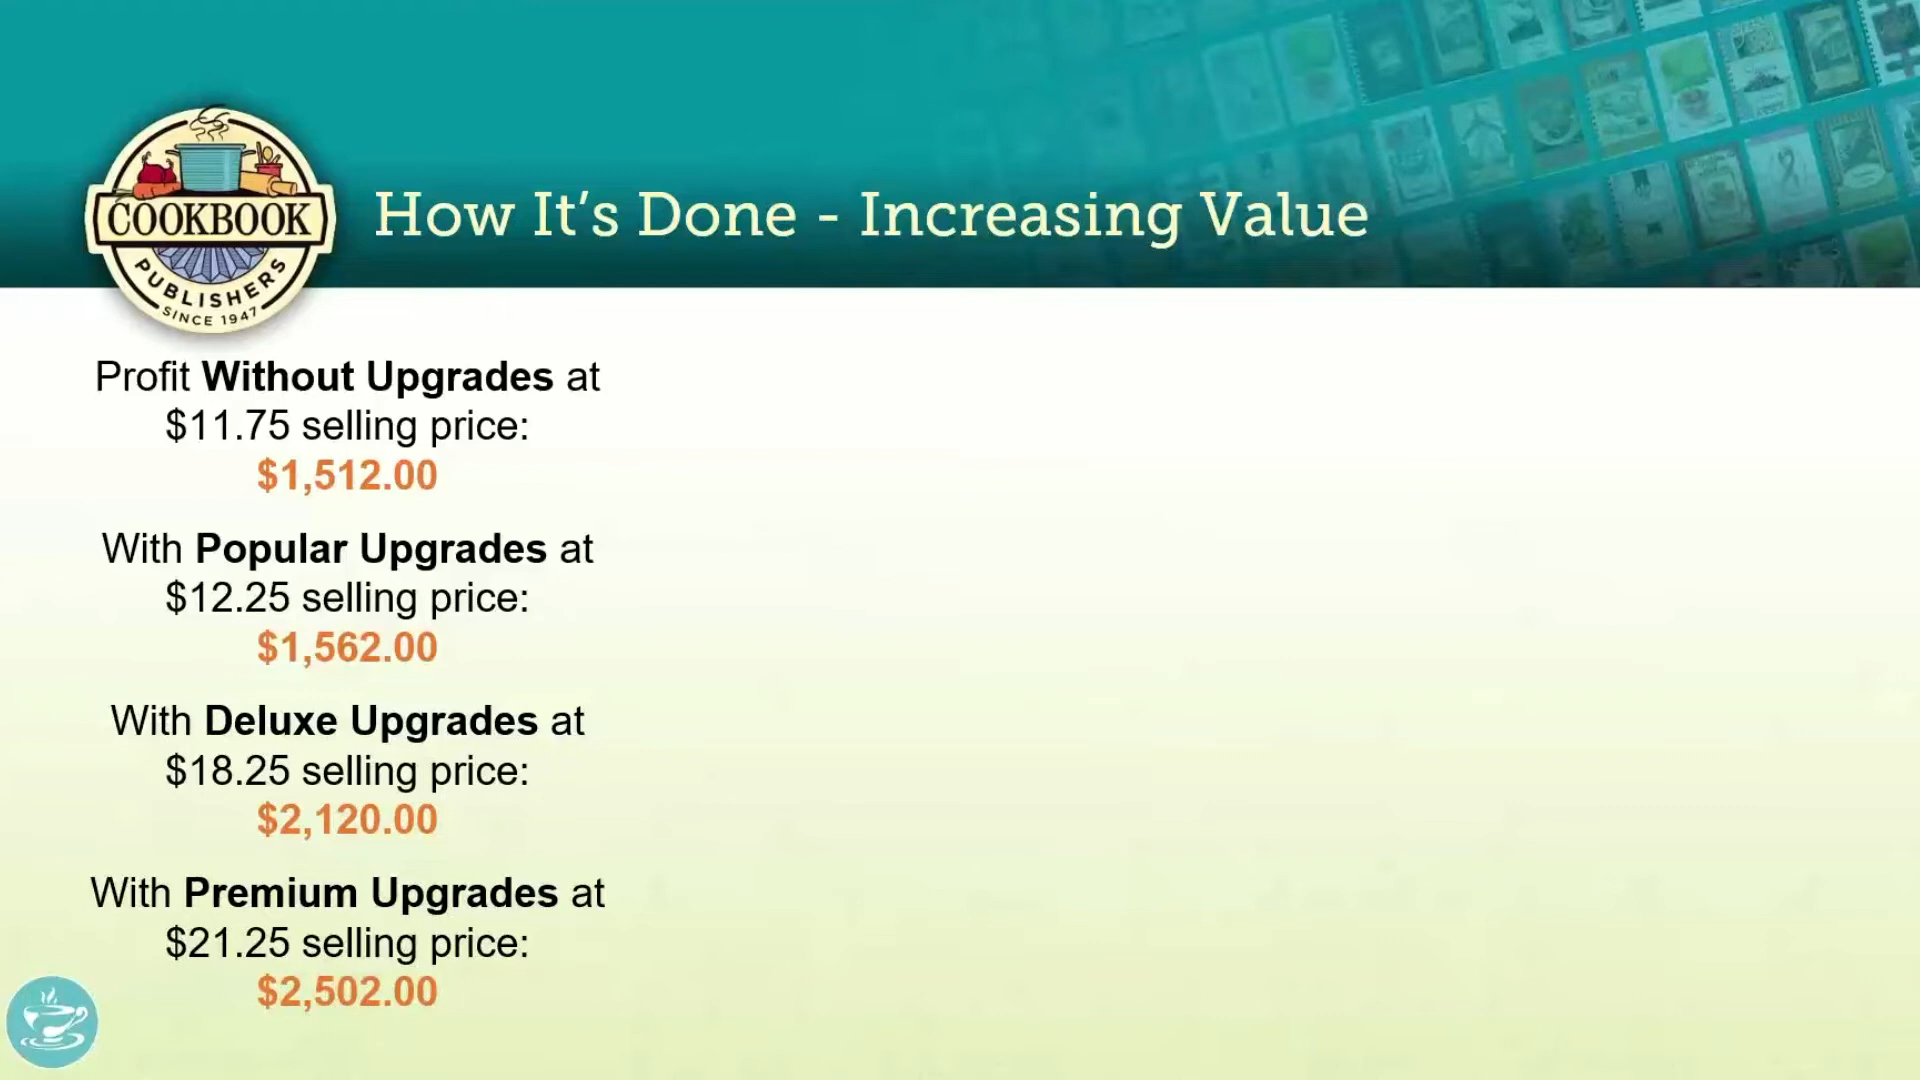 COOKBOOK
PUBLISHERS
SINCE 1947
How It’s Done - Increasing Value
Profit Without Upgrades at
$11.75 selling price:
$1,512.00
With Popular Upgrades at
$12.25 selling price:
$1,562.00
With Deluxe Upgrades at
$18.25 selling price:
$2,120.00
With Premium Upgrades at
$21.25 selling price:
$2,502.00